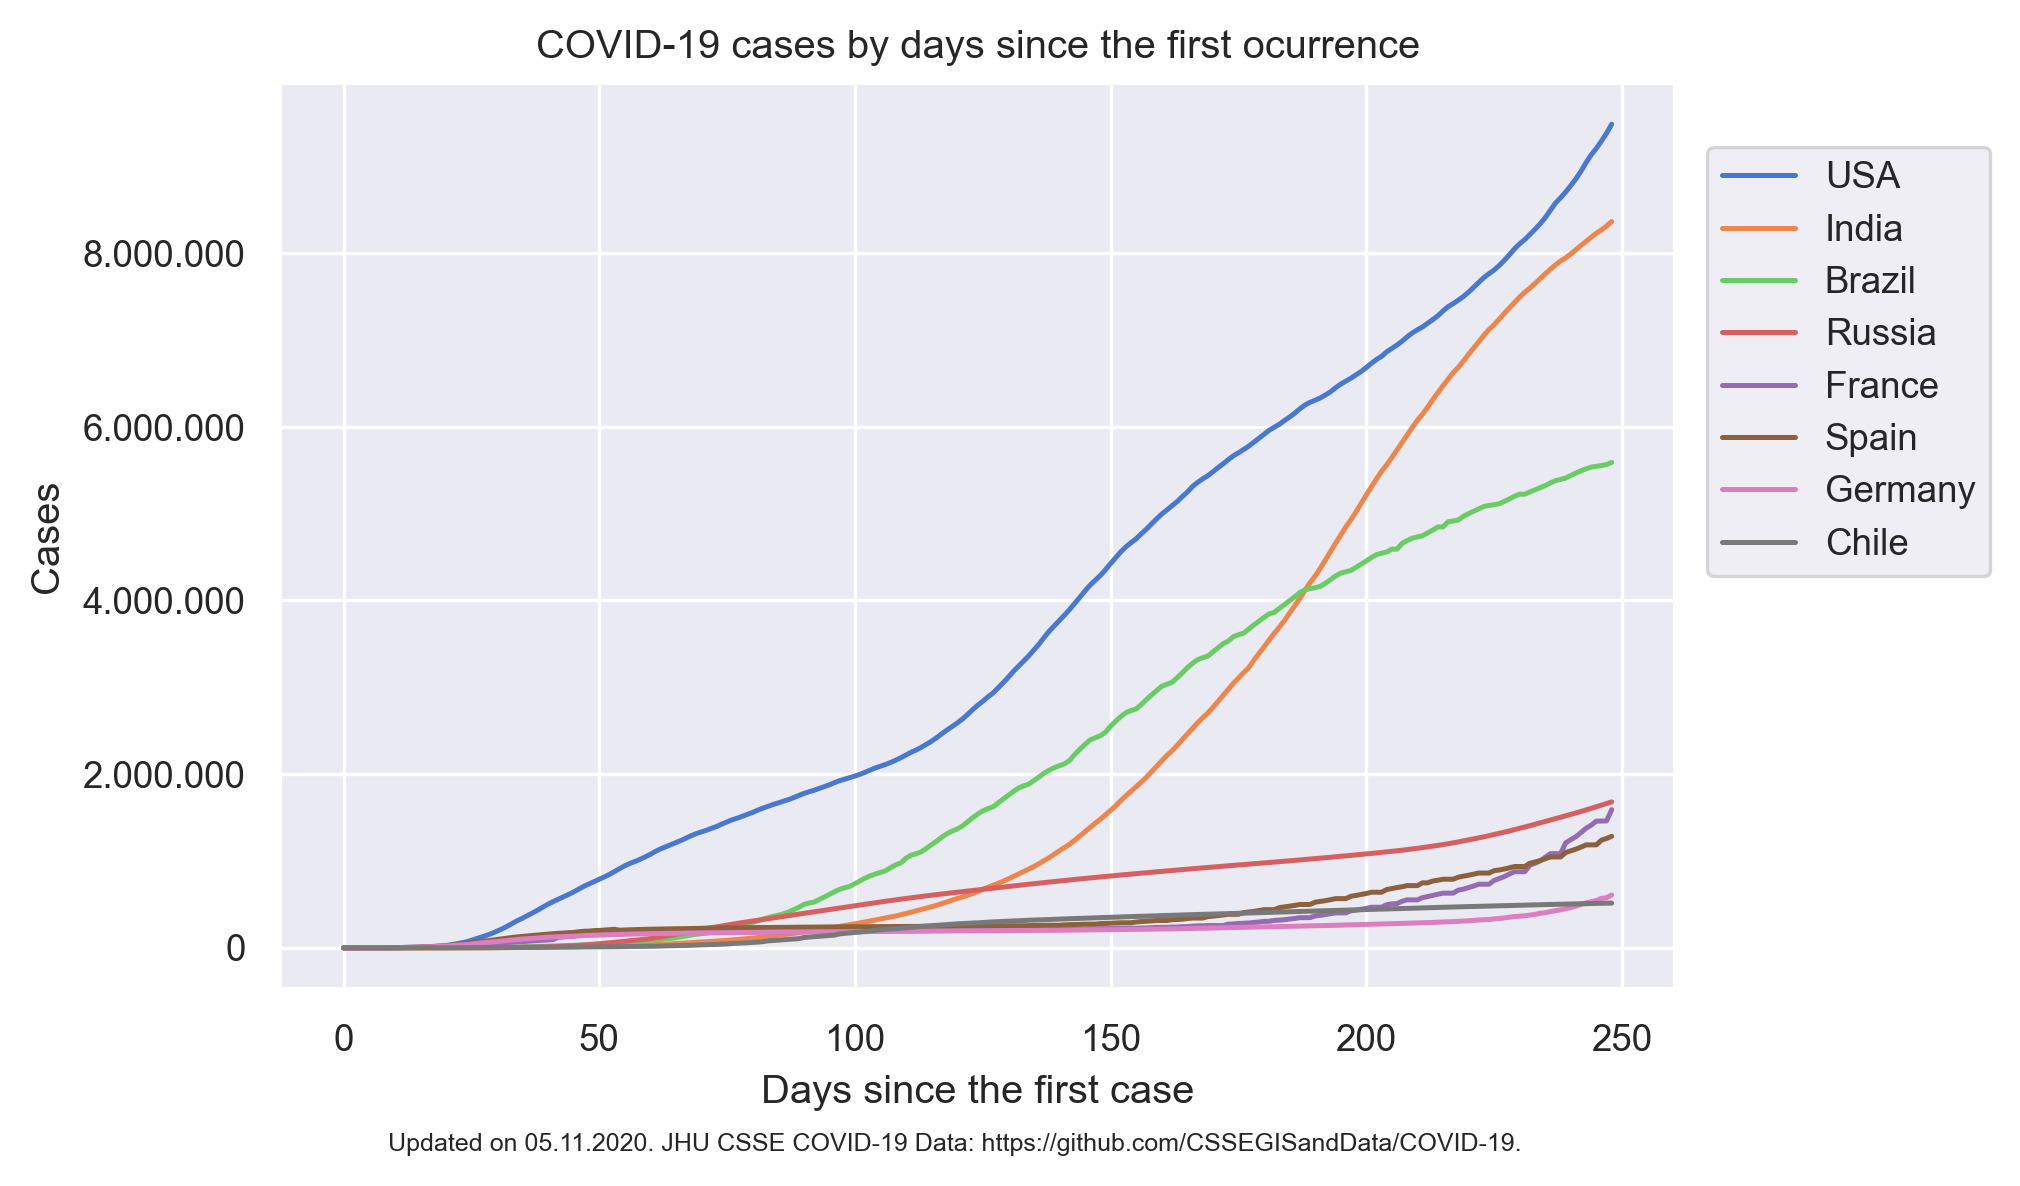 COVID-19 cases by days since the first ocurrence
Cases
8.000.000
6.000.000
4.000.000
2.000.000
0
0 50 100 150 200 250
Days since the first case
USA
India
Brazil
Russia
France
Spain
Germany
Chile
Updated on 05.11.2020. JHU CSSE COVID-19 Data: https://github.com/CSSEGISandData/COVID-19.